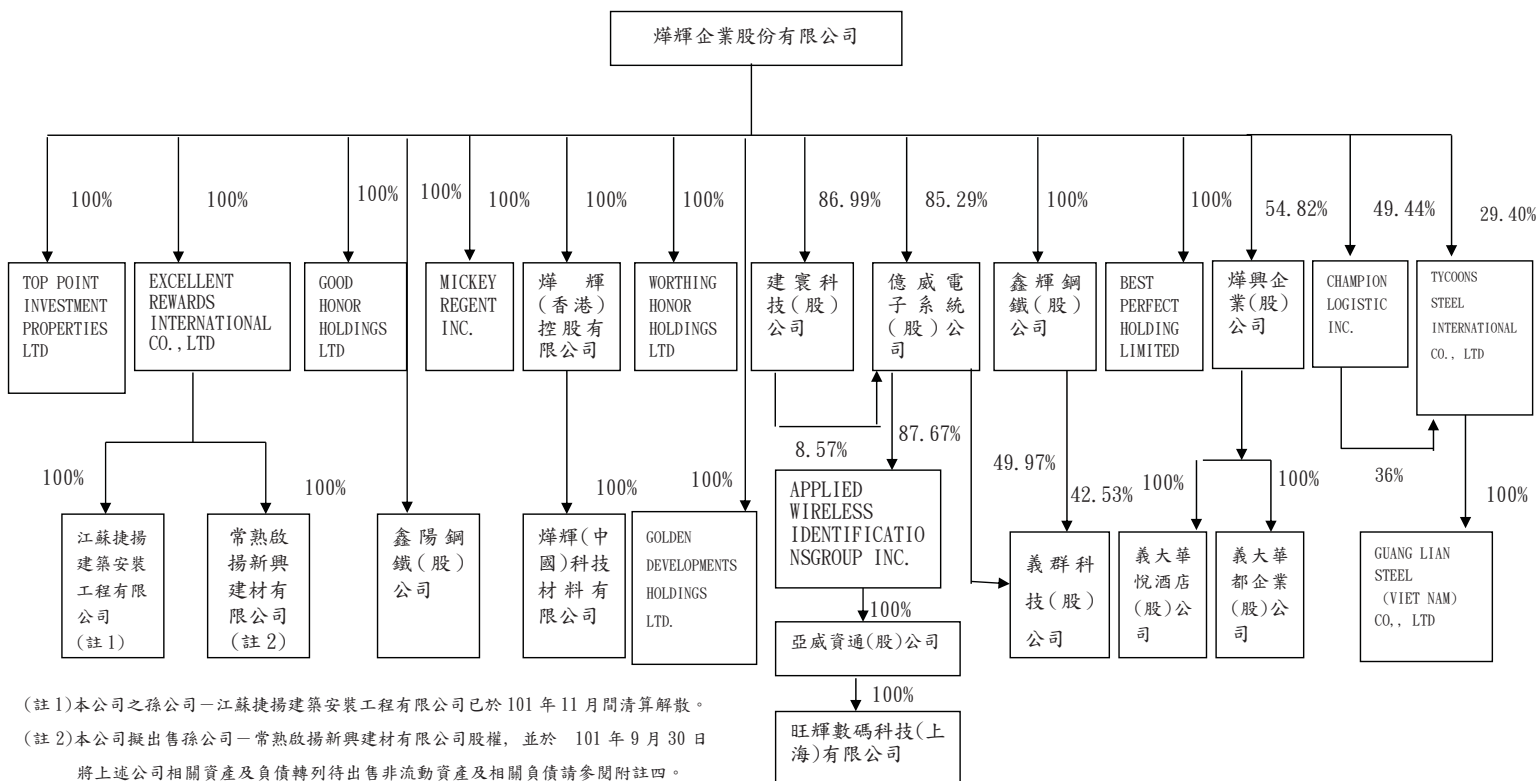 燁輝企業股份有限公司
100%
100%
100%
100%
100%
100%
100%
86.99%
85.29%
100%
100%
54.82%
49.44%
29.40%
TOP POINT
INVESTMENT
PROPERTIES
LTD
EXCELLENT
REWARDS
INTERNATIONAL
CO.,LTD
GOOD
HONOR
HOLDINGS
LTD
MICKEY
REGENT
INC.
燁輝
(香港)
控股有
限公司
WORTHING
HONOR
HOLDINGS
LTD
建寰科
技(股)
公司
億威電
子系統
(股)公
司
鑫輝鋼
鐵(股)
公司
BEST
PERFECT
HOLDING
LIMITED
燁興企
業(股)
公司
CHAMPION
LOGISTIC
INC.
TYCOONS
STEEL
INTERNATIONAL
CO., LTD
8.57%
87.67%
49.97%
42.53%
36%
100%
100%
100%
100%
100%
100%
100%
江蘇捷揚
建築安裝
工程有限
公司
(註1)
常熟啟
揚新興
建材有
限公司
(註2)
鑫陽鋼
鐵(股)
公司
燁輝(中
國)科技
材料有
限公司
GOLDEN
DEVELOPMENTS
HOLDINGS
LTD.
APPLIED
WIRELESS
IDENTIFICATIO
NSGROUP INC.
義群科
技(股)
公司
義大華
悅酒店
(股)公
司
義大華
都企業
(股)公
司
GUANG LIAN
STEEL
(VIET NAM)
CO,, LTD
100%
亞威資通(股)公司
100%
旺輝數碼科技(上
海)有限公司
(註1)本公司之孫公司－江蘇捷揚建築安裝工程有限公司已於101年11月間清算解散。
(註2)本公司擬出售孫公司－常熟啟揚新興建材有限公司股權, 並於 101年9月30日
將上述公司相關資產及負債轉列待出售非流動資產及相關負債請參閱附註四。